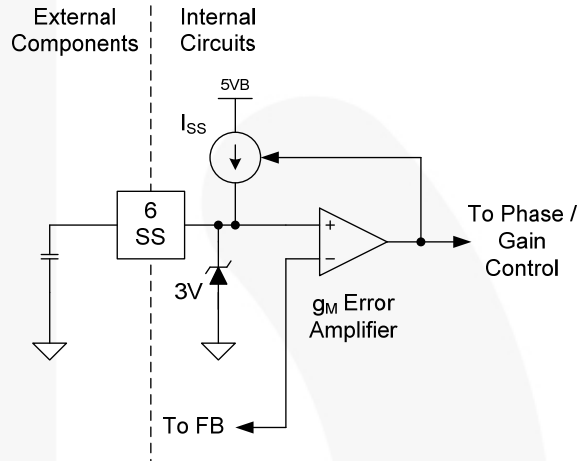 External
Components
Internal
Circuits
5VB
ISS
6
SS
+
−
3V
gM Error
Amplifier
To Phase /
Gain
Control
To FB